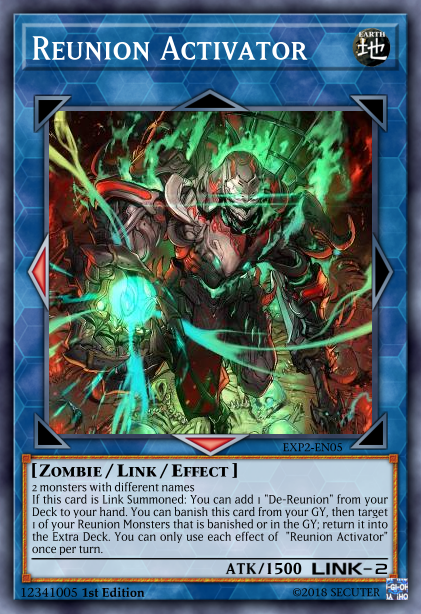 REUNION ACTIVATOR
EARTH
地
EXP2-EN05
[ZOMBIE / LINK / EFFECT]
2 monsters with different names
If this card is Link Summoned: You can add 1 "De-Reunion" from your
Deck to your hand. You can banish this card from your GY, then target
1 of your Reunion Monsters that is banished or in the GY; return it into
the Extra Deck. You can only use each effect of "Reunion Activator"
once per turn.
ATK/1500 LINK-2
12341005 1st Edition ©2018 SECUTER